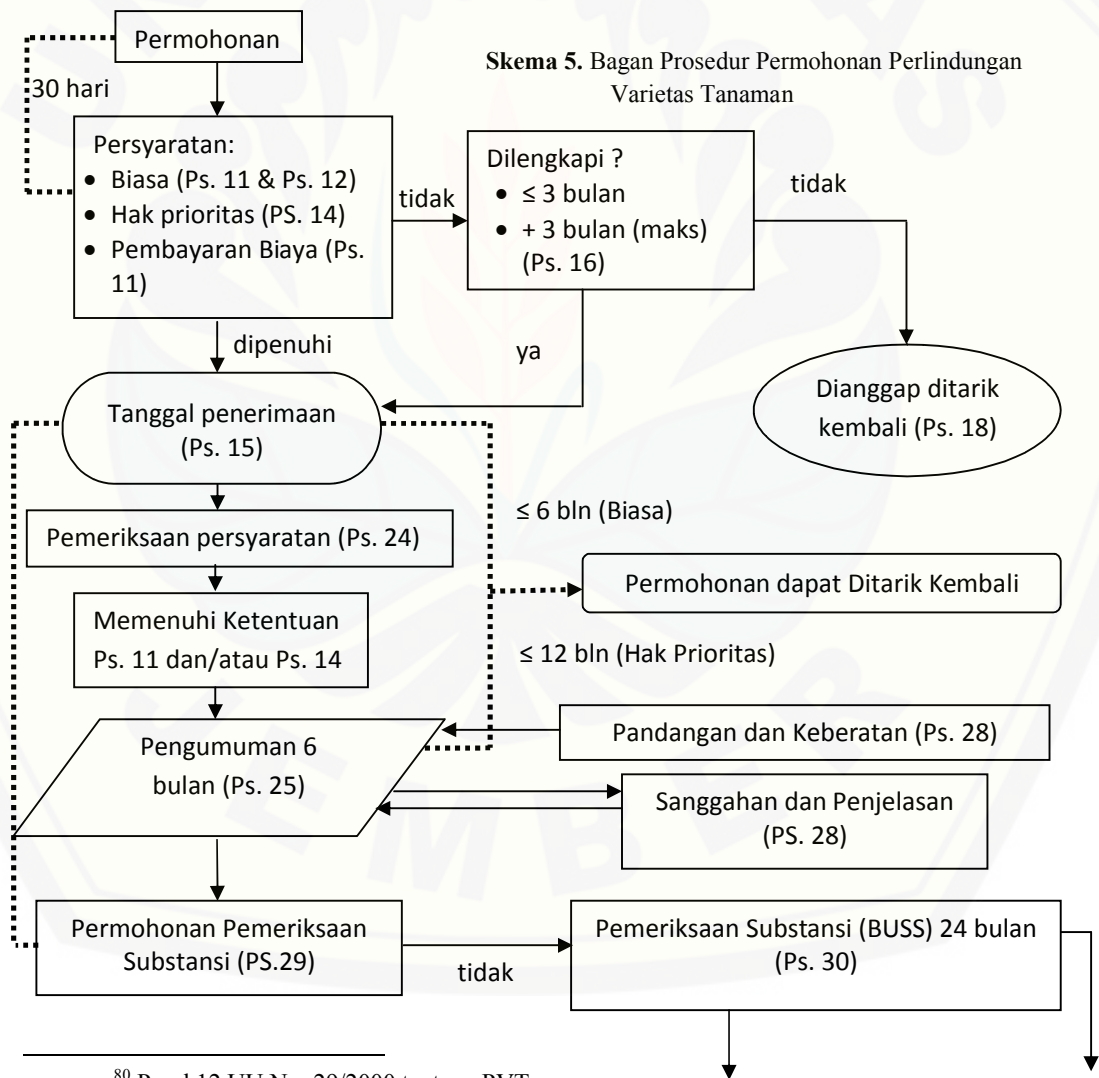 Permohonan
Skema 5. Bagan Prosedur Permohonan Perlindungan
Varietas Tanaman
30 hari
Persyaratan:
• Biasa (Ps. 11 & Ps. 12)
• Hak prioritas (PS. 14)
• Pembayaran Biaya (Ps.
11)
tidak
Dilengkapi ?
• ≤ 3 bulan
• + 3 bulan (maks)
(Ps. 16)
tidak
dipenuhi
ya
Dianggap ditarik
kembali (Ps. 18)
Tanggal penerimaan
(Ps. 15)
≤ 6 bln (Biasa)
Pemeriksaan persyaratan (Ps. 24)
Permohonan dapat Ditarik Kembali
Memenuhi Ketentuan
Ps. 11 dan/atau Ps. 14
≤ 12 bln (Hak Prioritas)
Pengumuman 6
bulan (Ps. 25)
Pandangan dan Keberatan (Ps. 28)
Sanggahan dan Penjelasan
(PS. 28)
Permohonan Pemeriksaan
Substansi (PS.29)
tidak
Pemeriksaan Substansi (BUSS) 24 bulan
(Ps. 30)
JEMBER